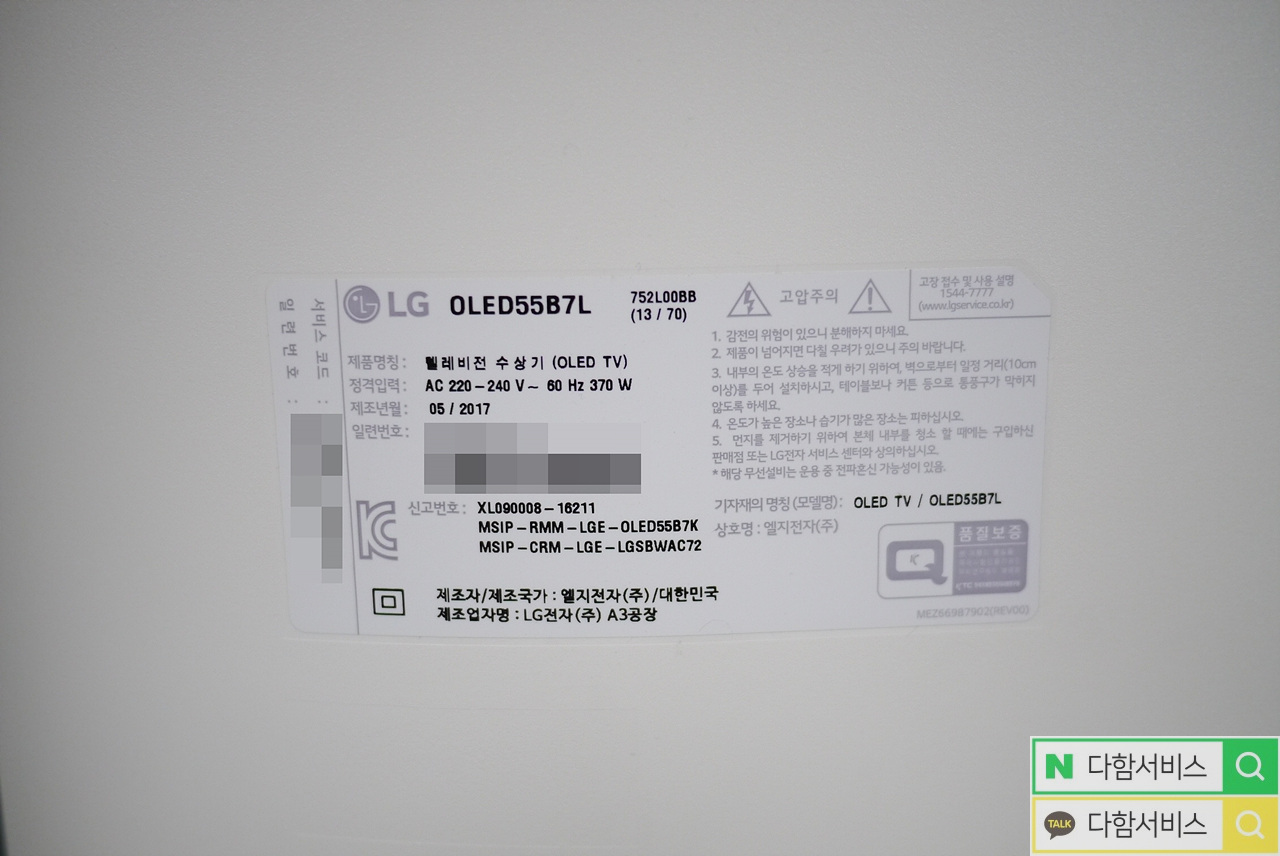 일련번호 :
서비스 코드 :
LG OLED55B7L 752L00BB
(13 / 70)
제품명칭 : 텔레비전 수상기 (OLED TV)
정격입력 : AC 220 – 240 V ~ 60 Hz 370 W
제조년월 : 05 / 2017
일련번호 :
신고번호 : XL090008 – 16211
MSIP – RMM – LGE – OLED55B7K
MSIP – CRM – LGE – LGSBWAC72
제조자/제조국가 : 엘지전자(주)/대한민국
제조업자명 : LG전자(주) A3공장
고압주의
고장 접수 및 사용 설명
1544-7777
(www.lgservice.co.kr)
1. 감전의 위험이 있으니 분해하지 마세요.
2. 제품이 넘어지면 다칠 우려가 있으니 주의 바랍니다.
3. 내부의 온도 상승을 적게 하기 위하여, 벽으로부터 일정 거리(10cm
이상)를 두어 설치하시고, 테이블보나 커튼 등으로 통풍구가 막히지
않도록 하세요.
4. 온도가 높은 장소나 습기가 많은 장소는 피하십시오.
5. 먼지를 제거하기 위하여 본체 내부를 청소 할 때에는 구입하신
판매점 또는 LG전자 서비스 센터와 상의하십시오.
* 해당 무선설비는 운용 중 전파혼신 가능성이 있음.
기자재의 명칭(모델명) : OLED TV / OLED55B7L
상호명 : 엘지전자(주)
품질보증
MEZ66987902(REV00)
N 다함서비스
TALK 다함서비스